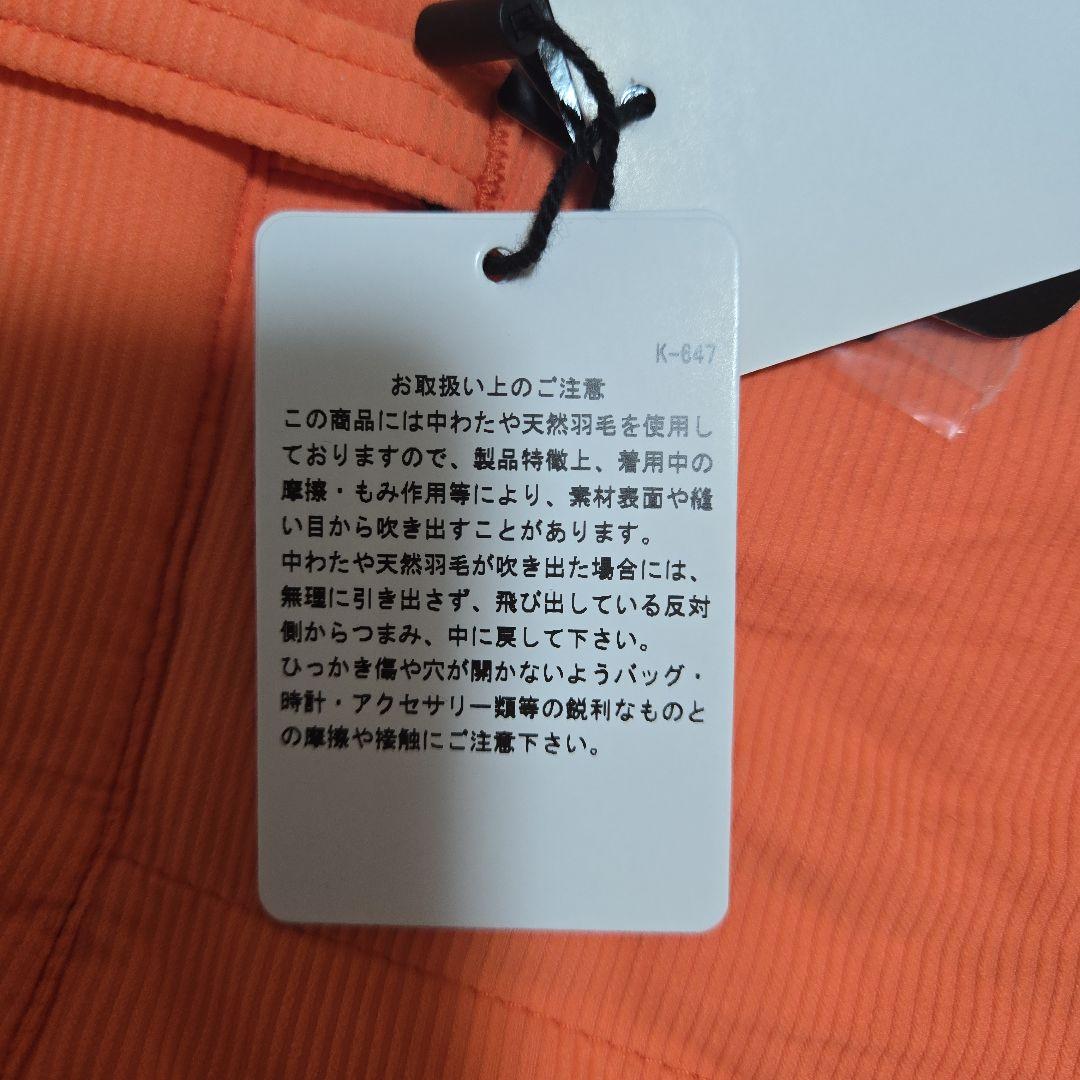 K-647
お取扱い上のご注意
この商品には中わたや天然羽毛を使用し
ておりますので、製品特徴上、着用中の
摩擦・もみ作用等により、素材表面や縫
い目から吹き出すことがあります。
中わたや天然羽毛が吹き出た場合には、
無理に引き出さず、飛び出している反対
側からつまみ、中に戻して下さい。
ひっかき傷や穴が開かないようバッグ・
時計・アクセサリー類等の鋭利なものと
の摩擦や接触にご注意下さい。